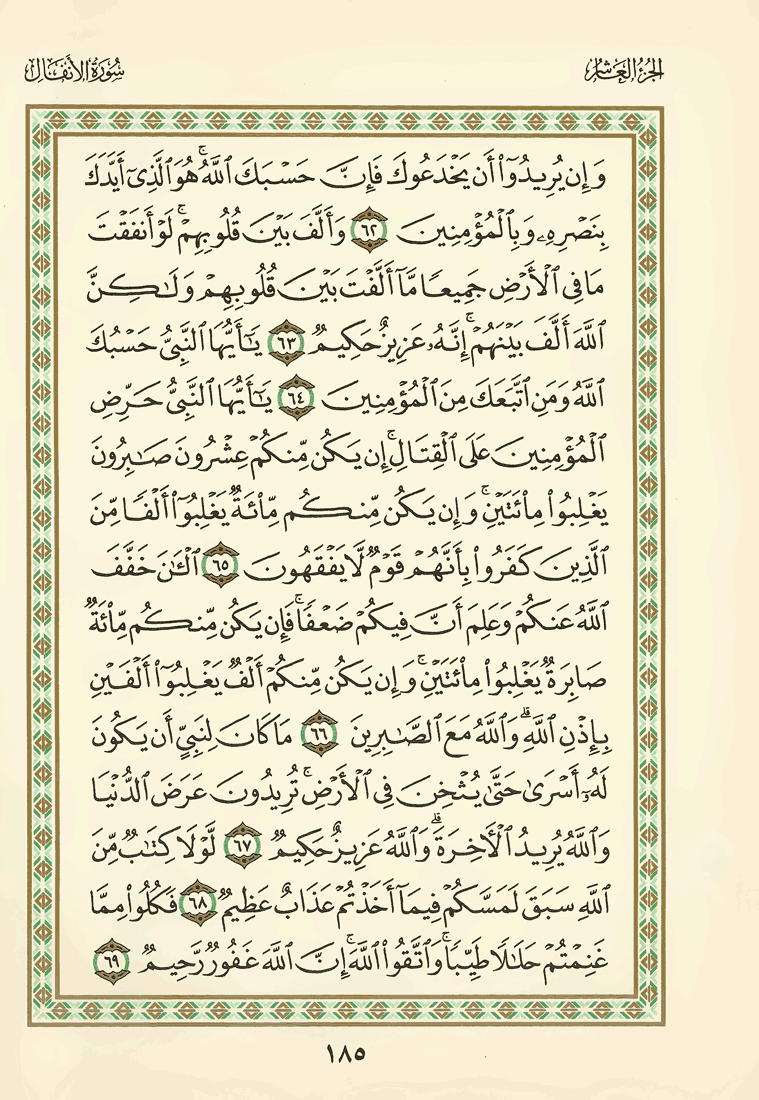 الجزء العاشر
سورة الأنفال
وَإِن يُرِيدُوٓا۟ أَن يَخْدَعُوكَ فَإِنَّ حَسْبَكَ ٱللَّهُ ۚ هُوَ ٱلَّذِىٓ أَيَّدَكَ
بِنَصْرِهِۦ وَبِٱلْمُؤْمِنِينَ ٦٢ وَأَلَّفَ بَيْنَ قُلُوبِهِمْ ۚ لَوْ أَنفَقْتَ
مَا فِى ٱلْأَرْضِ جَمِيعًا مَّآ أَلَّفْتَ بَيْنَ قُلُوبِهِمْ وَلَـٰكِنَّ
ٱللَّهَ أَلَّفَ بَيْنَهُمْ ۚ إِنَّهُۥ عَزِيزٌ حَكِيمٌ ٦٣ يَـٰٓأَيُّهَا ٱلنَّبِىُّ حَسْبُكَ
ٱللَّهُ وَمَنِ ٱتَّبَعَكَ مِنَ ٱلْمُؤْمِنِينَ ٦٤ يَـٰٓأَيُّهَا ٱلنَّبِىُّ حَرِّضِ
ٱلْمُؤْمِنِينَ عَلَى ٱلْقِتَالِ ۚ إِن يَكُن مِّنكُمْ عِشْرُونَ صَـٰبِرُونَ
يَغْلِبُوا۟ مِا۟ئَتَيْنِ ۚ وَإِن يَكُن مِّنكُم مِّا۟ئَةٌ يَغْلِبُوٓا۟ أَلْفًا مِّنَ
ٱلَّذِينَ كَفَرُوا۟ بِأَنَّهُمْ قَوْمٌ لَّا يَفْقَهُونَ ٦٥ ٱلْـَٔـٰنَ خَفَّفَ
ٱللَّهُ عَنكُمْ وَعَلِمَ أَنَّ فِيكُمْ ضَعْفًا ۚ فَإِن يَكُن مِّنكُم مِّا۟ئَةٌ
صَابِرَةٌ يَغْلِبُوا۟ مِا۟ئَتَيْنِ ۚ وَإِن يَكُن مِّنكُمْ أَلْفٌ يَغْلِبُوٓا۟ أَلْفَيْنِ
بِإِذْنِ ٱللَّهِ ۗ وَٱللَّهُ مَعَ ٱلصَّـٰبِرِينَ ٦٦ مَا كَانَ لِنَبِىٍّ أَن يَكُونَ
لَهُۥٓ أَسْرَىٰ حَتَّىٰ يُثْخِنَ فِى ٱلْأَرْضِ ۚ تُرِيدُونَ عَرَضَ ٱلدُّنْيَا
وَٱللَّهُ يُرِيدُ ٱلْـَٔاخِرَةَ ۗ وَٱللَّهُ عَزِيزٌ حَكِيمٌ ٦٧ لَّوْلَا كِتَـٰبٌ مِّنَ
ٱللَّهِ سَبَقَ لَمَسَّكُمْ فِيمَآ أَخَذْتُمْ عَذَابٌ عَظِيمٌ ٦٨ فَكُلُوا۟ مِمَّا
غَنِمْتُمْ حَلَـٰلًا طَيِّبًا ۚ وَٱتَّقُوا۟ ٱللَّهَ ۚ إِنَّ ٱللَّهَ غَفُورٌ رَّحِيمٌ ٦٩
١٨٥